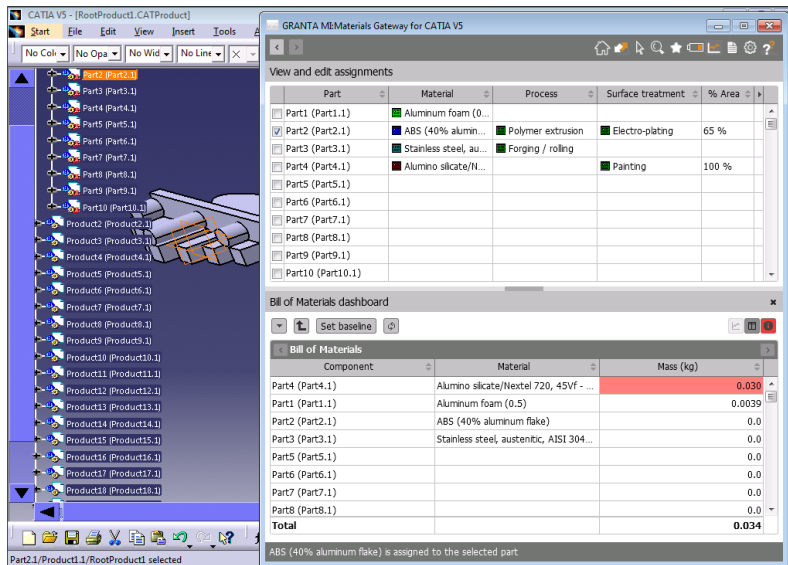 CATIA V5 - [RootProduct1.CATProduct]
Start File Edit View Insert Tools A
No Col No Opa No Wid No Line
Part2 (Part2.1)
Part3 (Part3.1)
Part4 (Part4.1)
Part5 (Part5.1)
Part6 (Part6.1)
Part7 (Part7.1)
Part8 (Part8.1)
Part9 (Part9.1)
Part10 (Part10.1)
Product2 (Product2.1)
Product3 (Product3.1)
Product4 (Product4.1)
Product5 (Product5.1)
Product6 (Product6.1)
Product7 (Product7.1)
Product8 (Product8.1)
Product9 (Product9.1)
Product10 (Product10.1)
Product11 (Product11.1)
Product12 (Product12.1)
Product13 (Product13.1)
Product14 (Product14.1)
Product15 (Product15.1)
Product16 (Product16.1)
Product17 (Product17.1)
Product18 (Product18.1)
Part2.1/Product1.1/RootProduct1 selected
GRANTA MI:Materials Gateway for CATIA V5
View and edit assignments
Part Material Process Surface treatment % Area
Part1 (Part1.1) Aluminum foam (0...
Part2 (Part2.1) ABS (40% alumin... Polymer extrusion Electro-plating 65 %
Part3 (Part3.1) Stainless steel, au... Forging / rolling
Part4 (Part4.1) Alumino silicate/N... Painting 100 %
Part5 (Part5.1)
Part6 (Part6.1)
Part7 (Part7.1)
Part8 (Part8.1)
Part9 (Part9.1)
Part10 (Part10.1)
Bill of Materials dashboard
Set baseline
Bill of Materials
Component Material Mass (kg)
Part4 (Part4.1) Alumino silicate/Nextel 720, 45Vf - ... 0.030
Part1 (Part1.1) Aluminum foam (0.5) 0.0039
Part2 (Part2.1) ABS (40% aluminum flake) 0.0
Part3 (Part3.1) Stainless steel, austenitic, AISI 304... 0.0
Part5 (Part5.1) 0.0
Part6 (Part6.1) 0.0
Part7 (Part7.1) 0.0
Part8 (Part8.1) 0.0
Total 0.034
ABS (40% aluminum flake) is assigned to the selected part